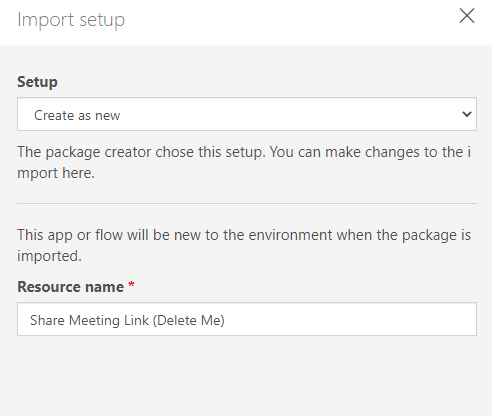 Import setup
Setup
Create as new
The package creator chose this setup. You can make changes to the i
mport here.
This app or flow will be new to the environment when the package is
imported.
Resource name *
Share Meeting Link (Delete Me)